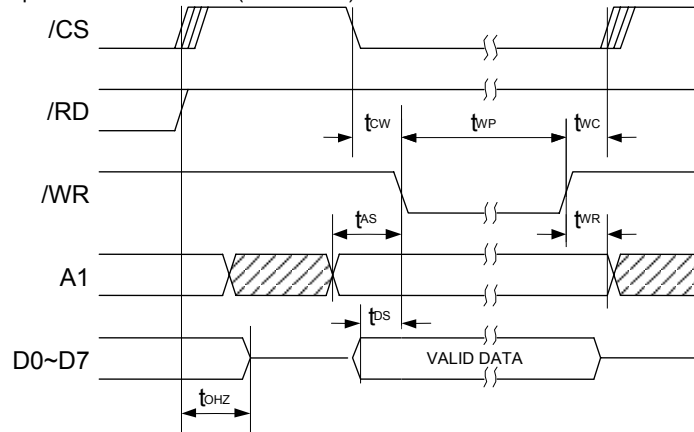 /CS
/RD
tCW tWP tWC
/WR
tAS tWR
A1
tDS
D0~D7 VALID DATA
tOHZ